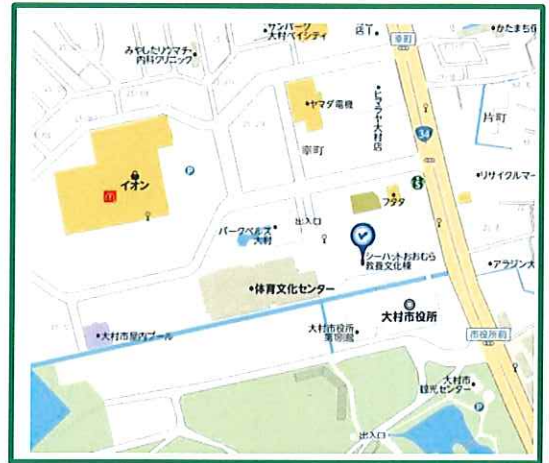 サンパーク
大村ベイシティ
店
幸町
かたまち
みやしたリウマチ・
内科クリニック
ヤマダ電機
ヒマラヤ大村店
34
片町
幸町
P
イオン
リサイクルマー
フタタ
出入口
パークベルズ
大村
シーハットおおむら
教養文化棟
アラジン大
体育文化センター
大村市役所
大村市屋内プール
大村市役所
第別館
市役所前
大村市
観光センター
P
出入口